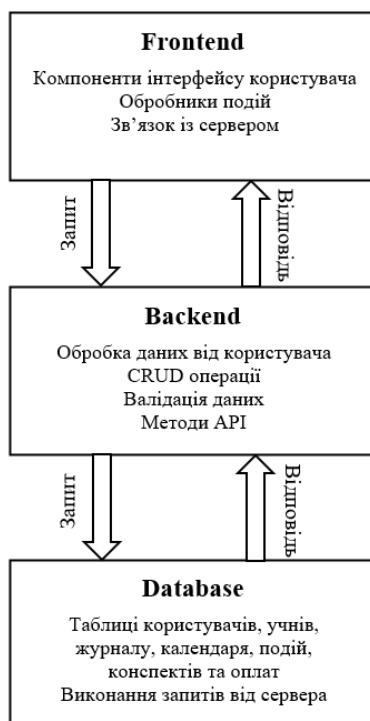 Frontend
Компоненти інтерфейсу користувача
Обробники подій
Зв’язок із сервером
Запит
Відповідь
Backend
Обробка даних від користувача
CRUD операції
Валідація даних
Методи API
Запит
Відповідь
Database
Таблиці користувачів, учнів,
журналу, календаря, подій,
конспектів та оплат
Виконання запитів від сервера